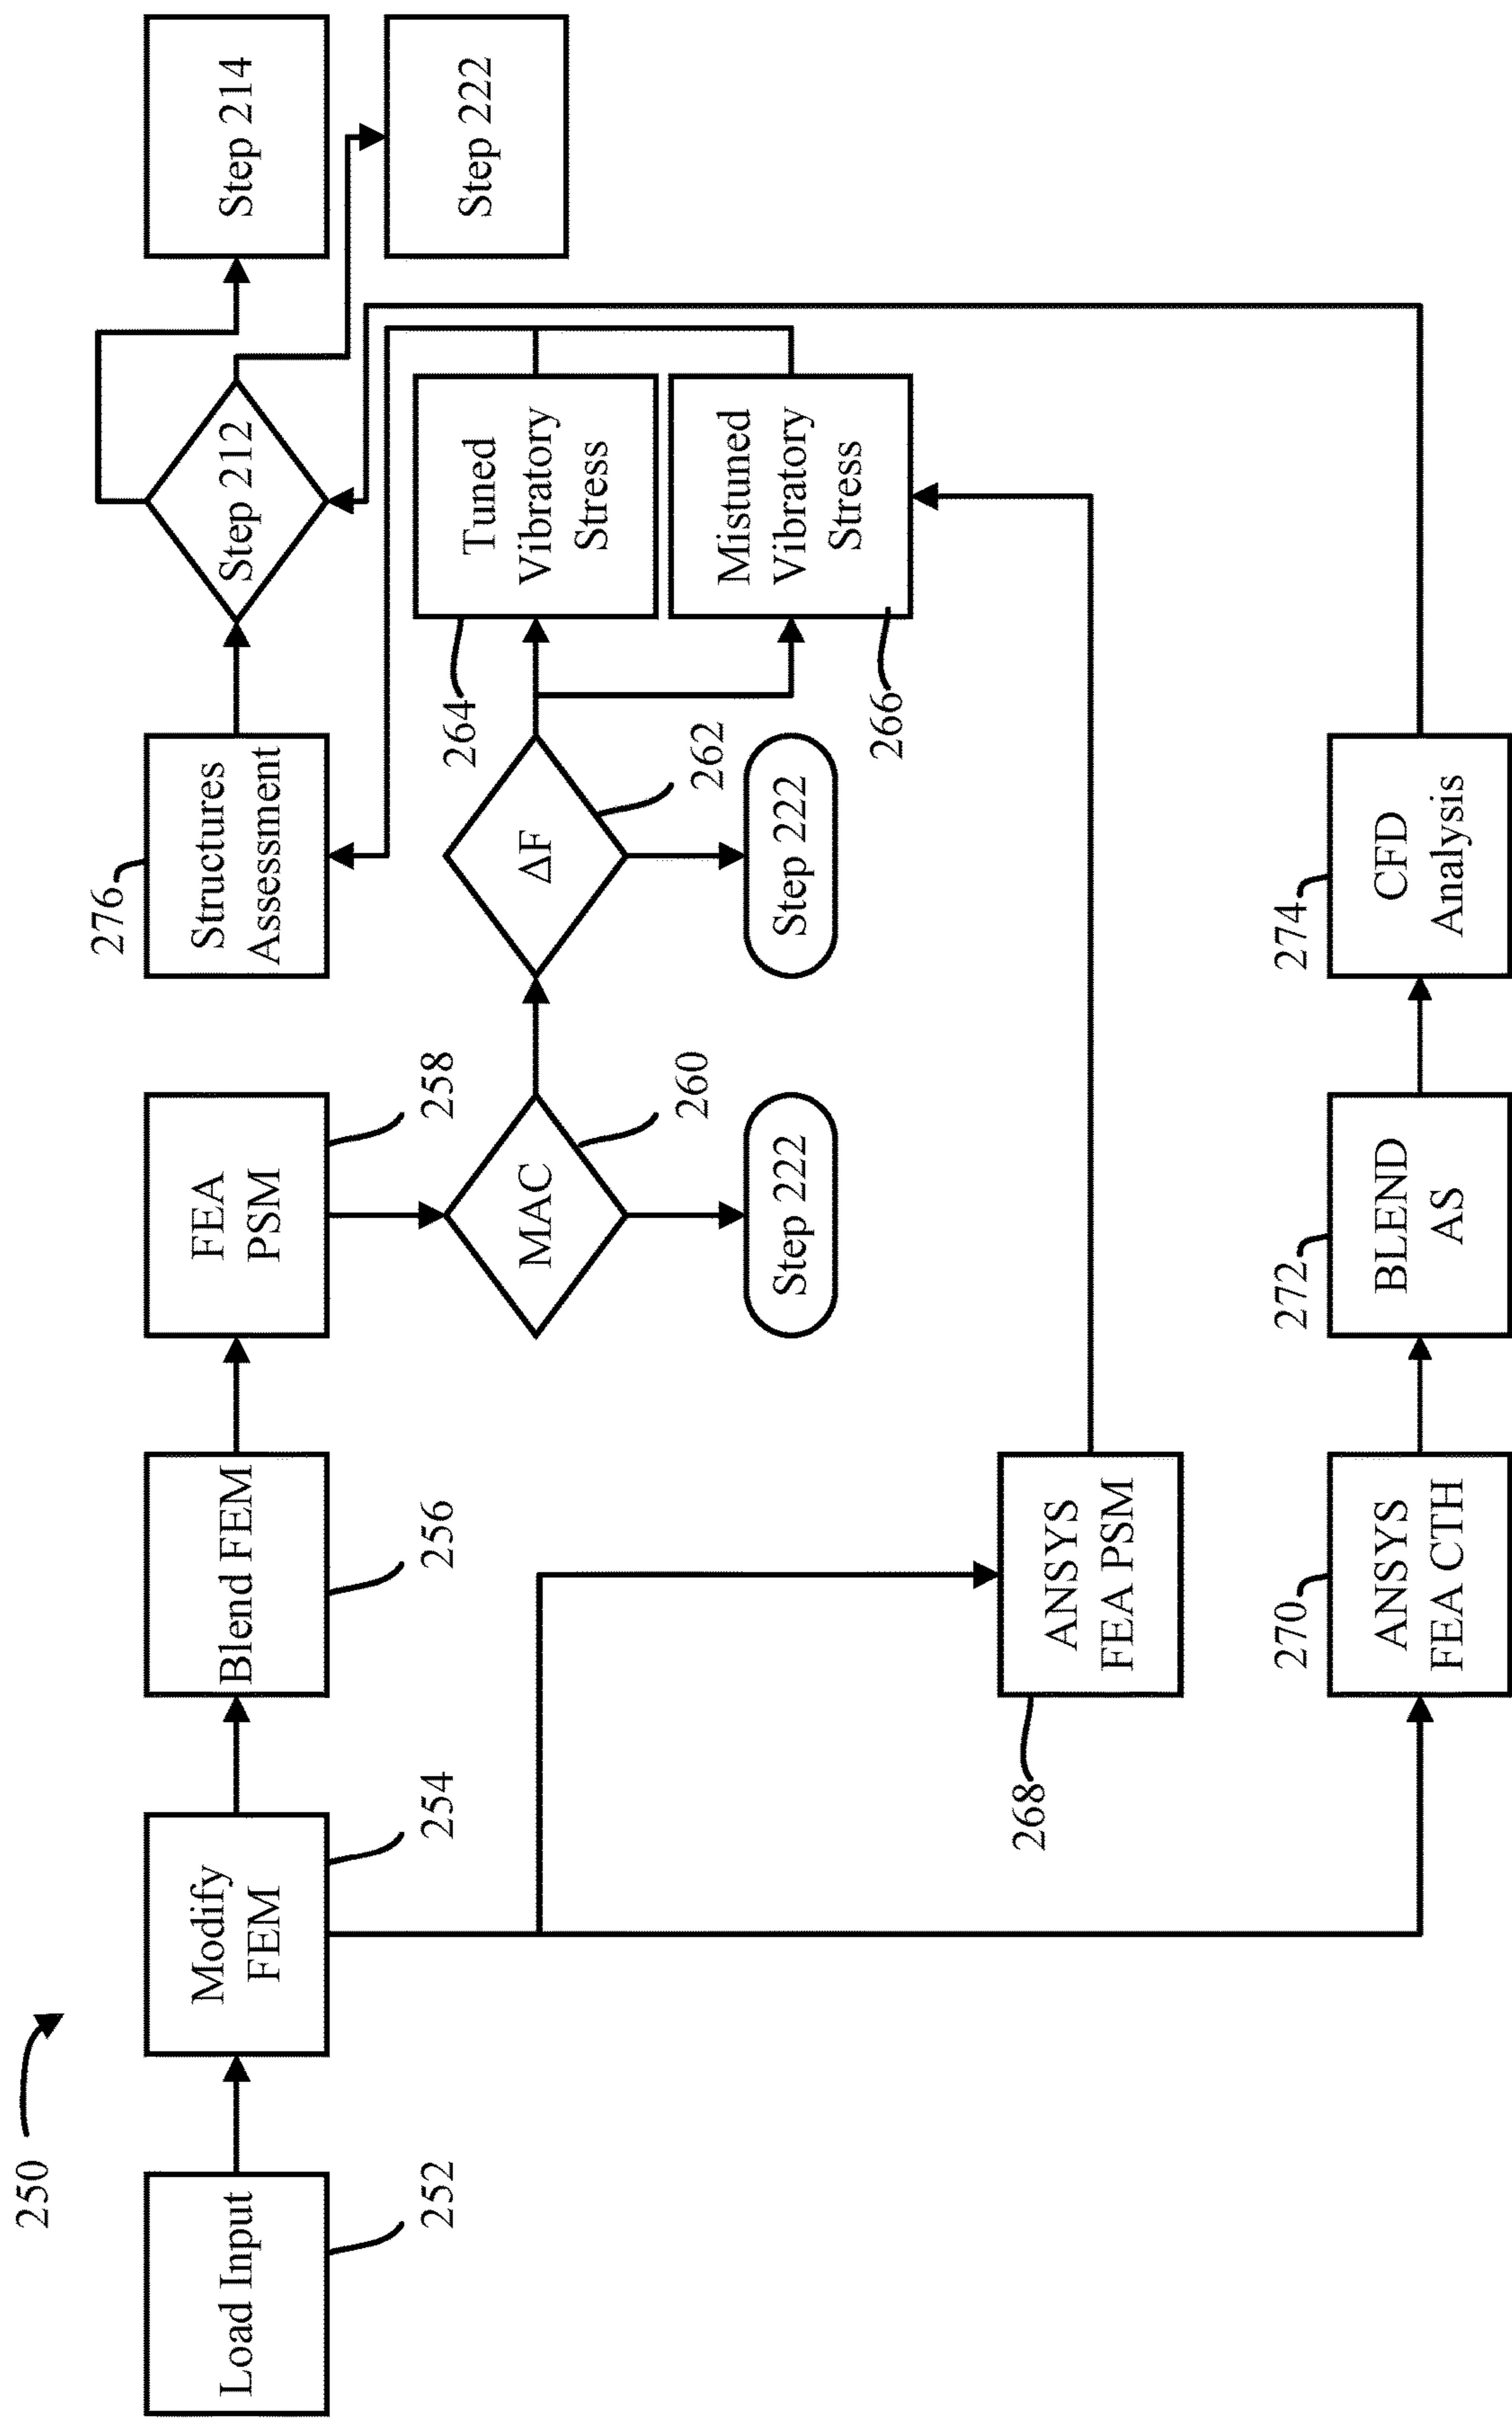 250
Load Input
252
Modify
FEM
254
Blend FEM
256
FEA
PSM
258
MAC
260
Step 222
ΔF
262
Step 222
264
Tuned
Vibratory
Stress
266
Mistuned
Vibratory
Stress
276
Structures
Assessment
Step 212
Step 214
Step 222
268
ANSYS
FEA PSM
270
ANSYS
FEA CTH
272
BLEND
AS
274
CFD
Analysis